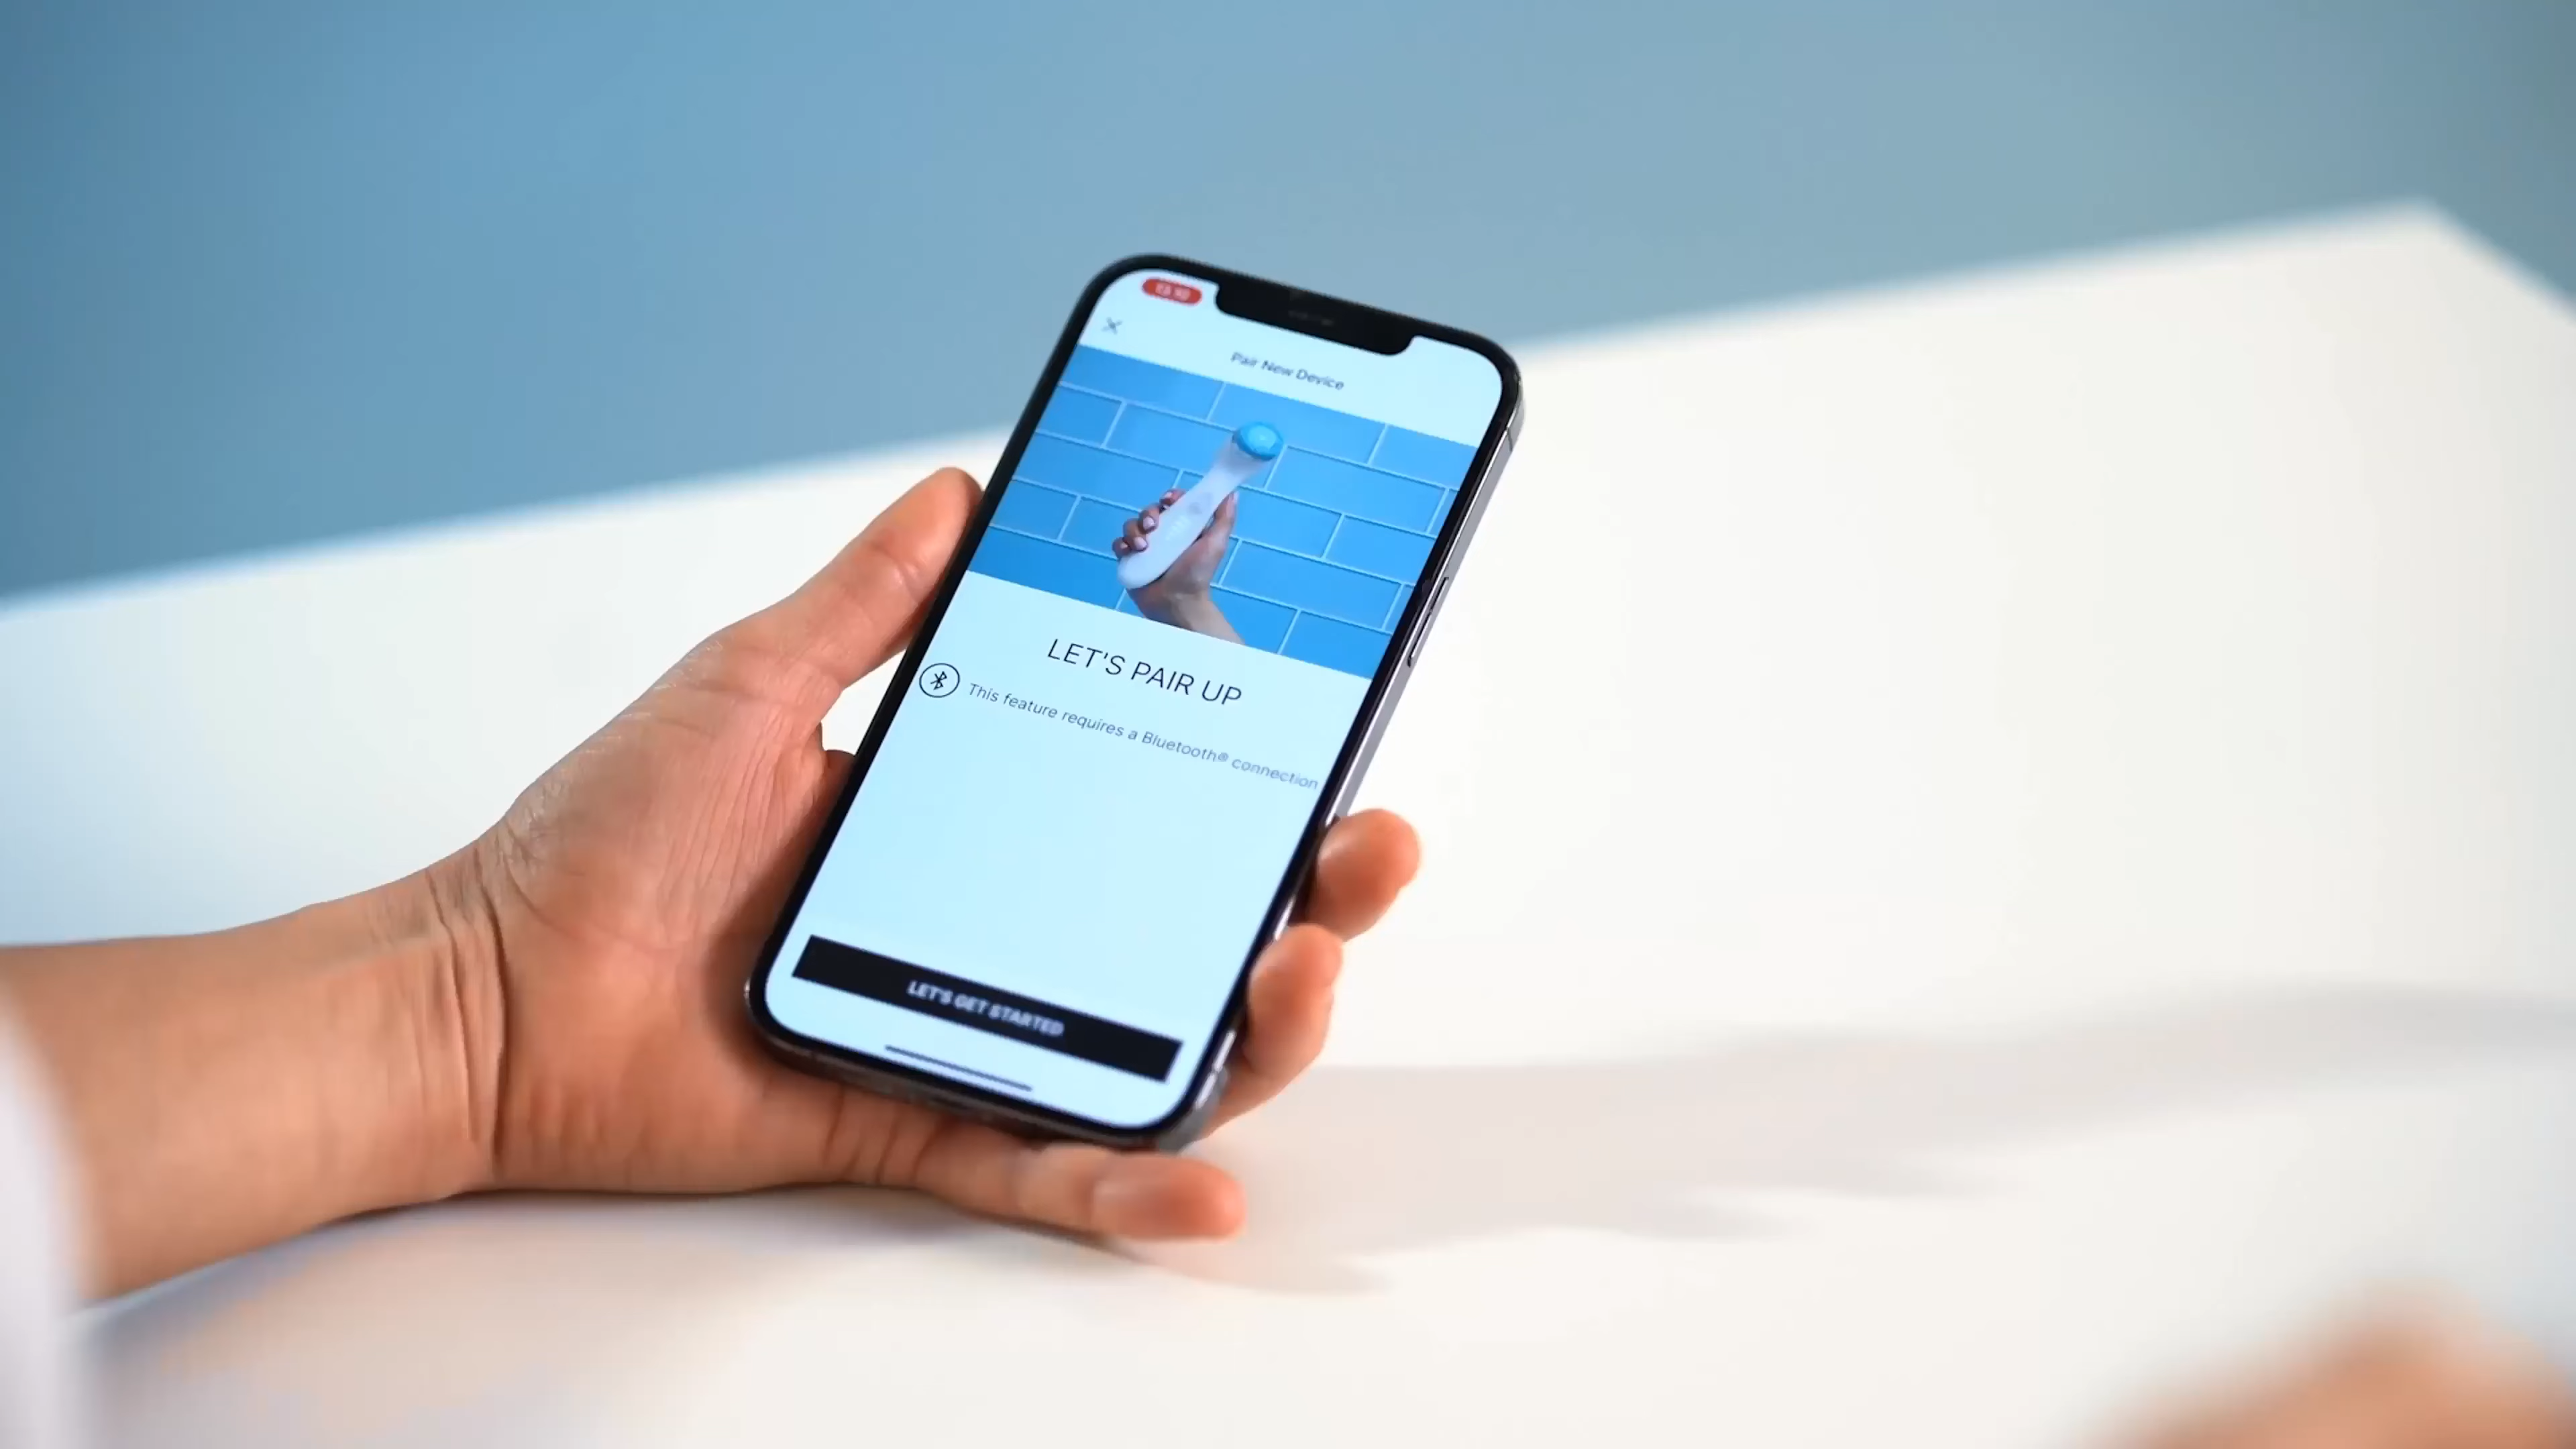 Pair New Device
LET'S PAIR UP
This feature requires a Bluetooth® connection
LET'S GET STARTED